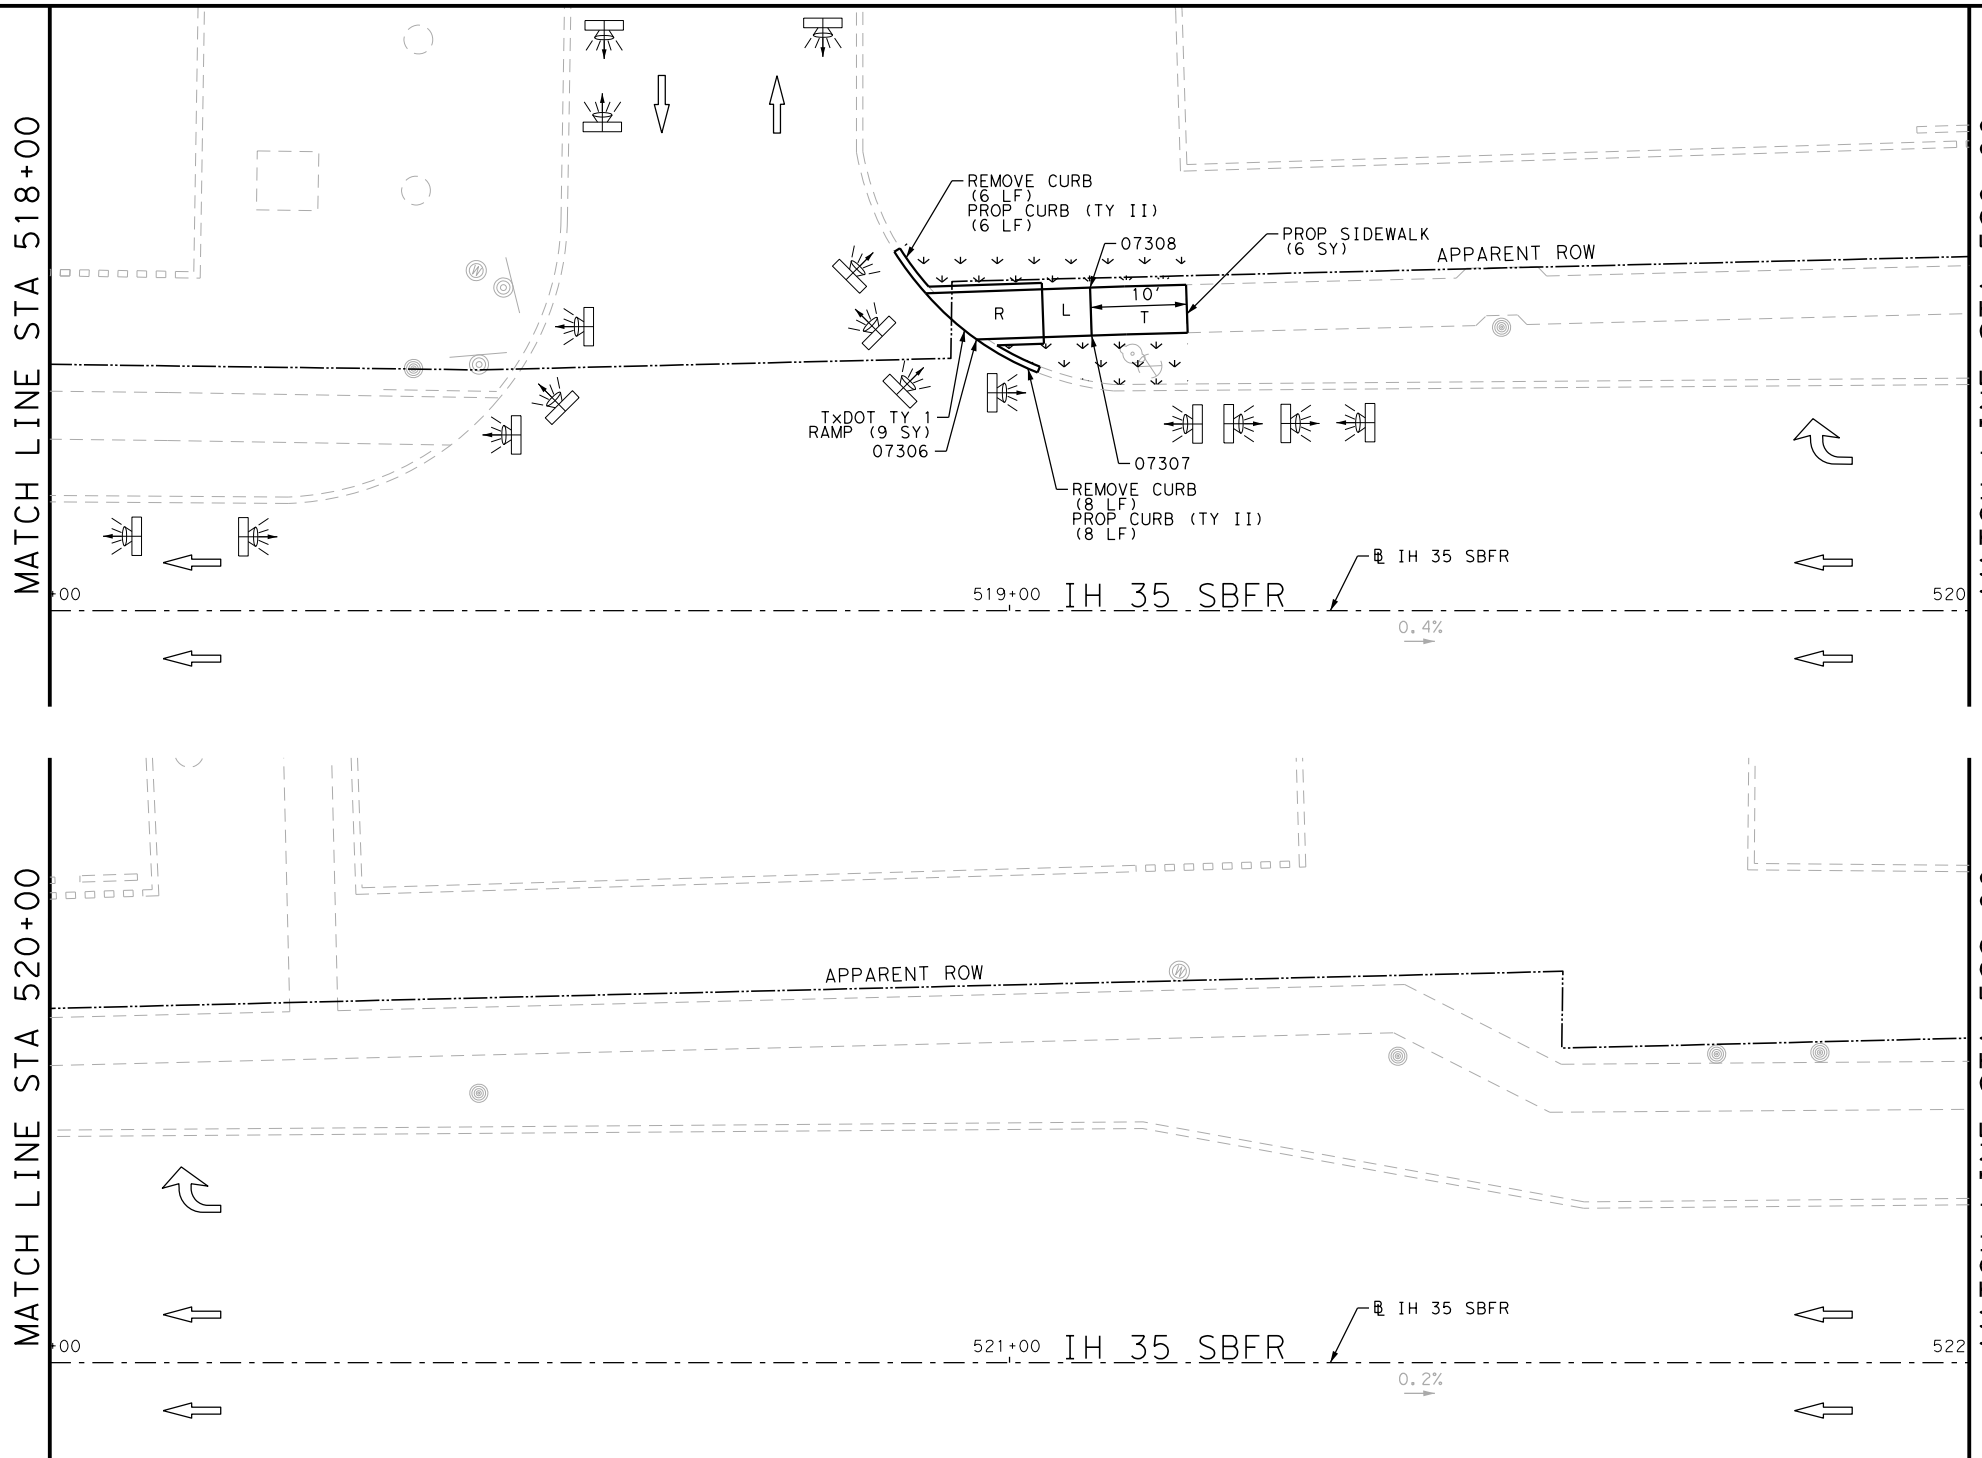 MATCH LINE STA 518+00
REMOVE CURB
(6 LF)
PROP CURB (TY II)
(6 LF)
07308
PROP SIDEWALK
(6 SY)
APPARENT ROW
W
R
L
10'
T
TxDOT TY 1
RAMP (9 SY)
07306
07307
REMOVE CURB
(8 LF)
PROP CURB (TY II)
(8 LF)
IH 35 SBFR
+00
519+00
IH 35 SBFR
520
0.4%
MATCH LINE STA 520+00
APPARENT ROW
W
IH 35 SBFR
+00
521+00
IH 35 SBFR
522
0.2%